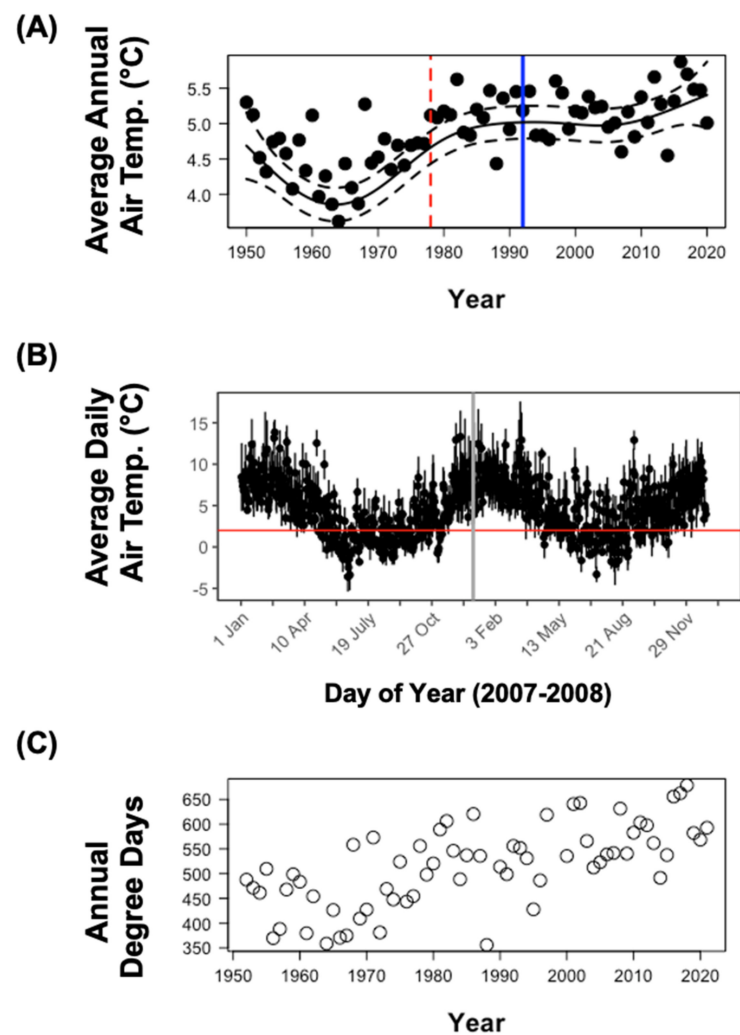 (A)
Average Annual
Air Temp. (°C)
5.5
5.0
4.5
4.0
1950 1960 1970 1980 1990 2000 2010 2020
Year
(B)
Average Daily
Air Temp. (°C)
15
10
5
0
-5
1 Jan 10 Apr 19 July 27 Oct 3 Feb 13 May 21 Aug 29 Nov
Day of Year (2007-2008)
(C)
Annual
Degree Days
650
600
550
500
450
400
350
1950 1960 1970 1980 1990 2000 2010 2020
Year